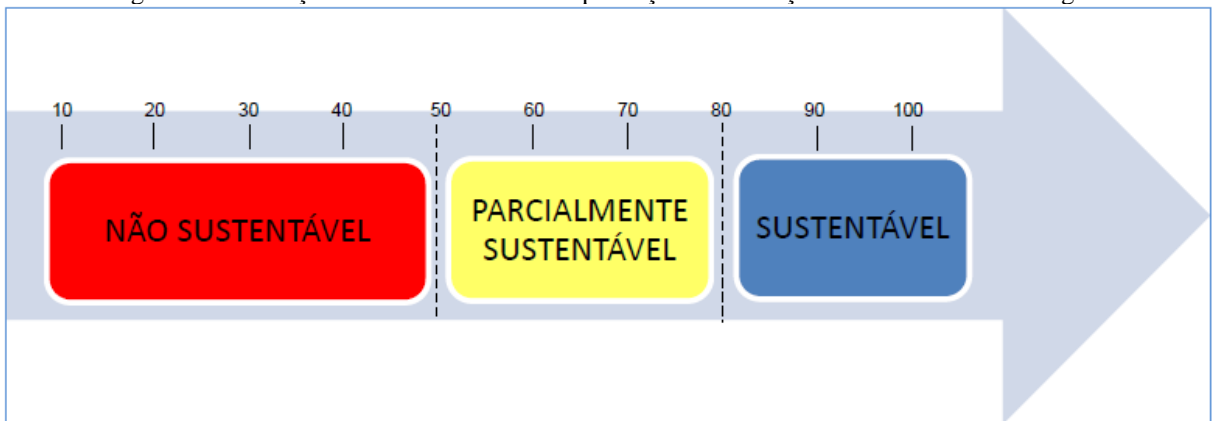 10 20 30 40 50 60 70 80 90 100
NÃO SUSTENTÁVEL
PARCIALMENTE
SUSTENTÁVEL
SUSTENTÁVEL